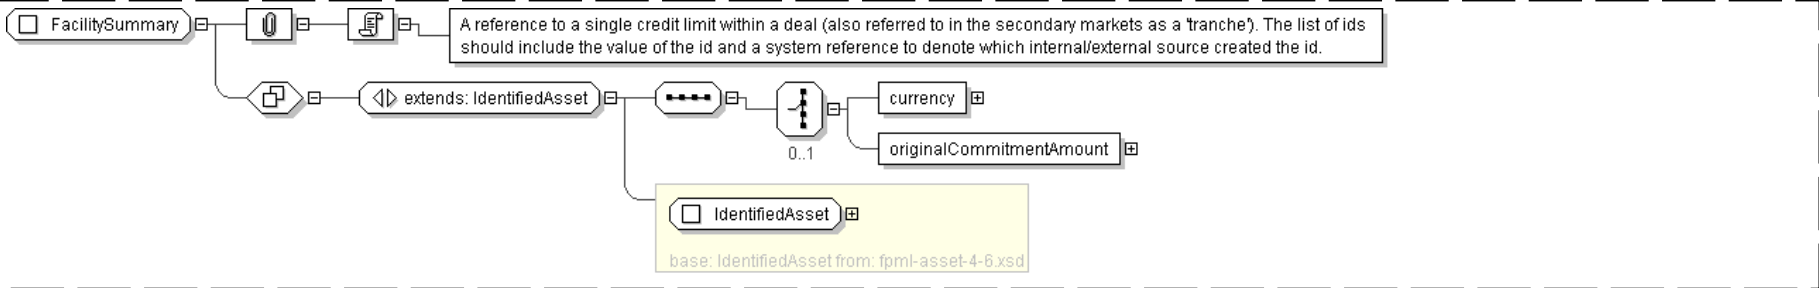 FacilitySummary
A reference to a single credit limit within a deal (also referred to in the secondary markets as a 'tranche'). The list of ids
should include the value of the id and a system reference to denote which internal/external source created the id.
extends: IdentifiedAsset
currency
originalCommitmentAmount
0..1
IdentifiedAsset
base: IdentifiedAsset from: fpml-asset-4-6.xsd